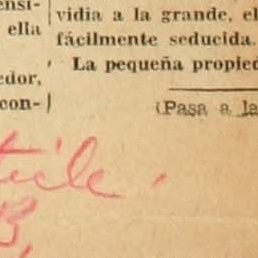 ensi-
ella
edor,
con-
vidia a la grande, el
fácilmente seducida.
La pequeña propied
(Pasa a la